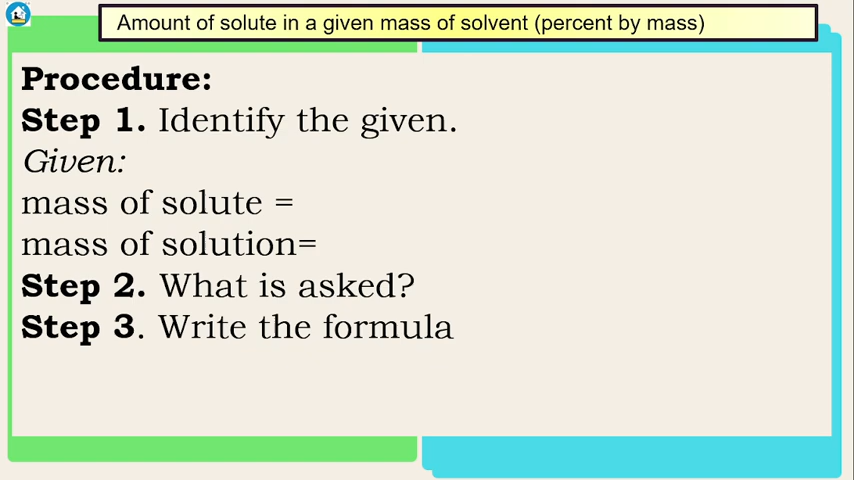 Amount of solute in a given mass of solvent (percent by mass)
Procedure:
Step 1. Identify the given.
Given:
mass of solute =
mass of solution=
Step 2. What is asked?
Step 3. Write the formula